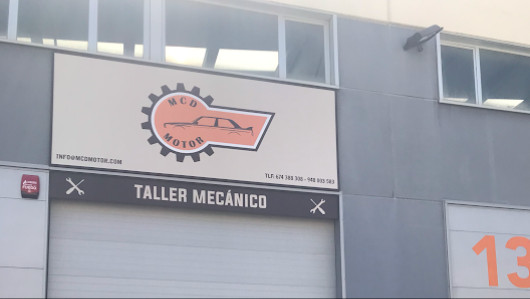 MCD
MOTOR
INFO@MCDMOTOR.COM
TALLER MECÁNICO
13